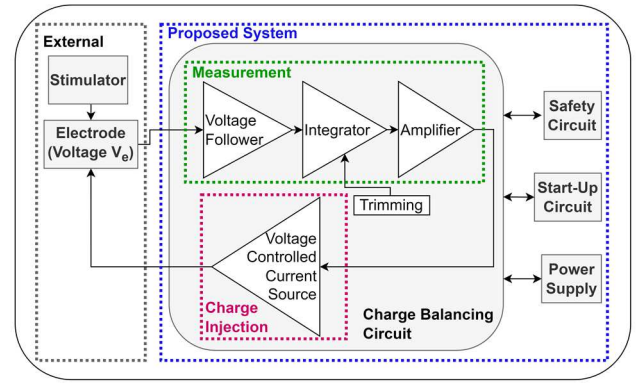 External
Proposed System
Stimulator
Electrode
(Voltage Ve)
Measurement
Voltage
Follower
Integrator
Amplifier
Trimming
Voltage
Controlled
Current
Source
Charge
Injection
Charge Balancing
Circuit
Safety
Circuit
Start-Up
Circuit
Power
Supply